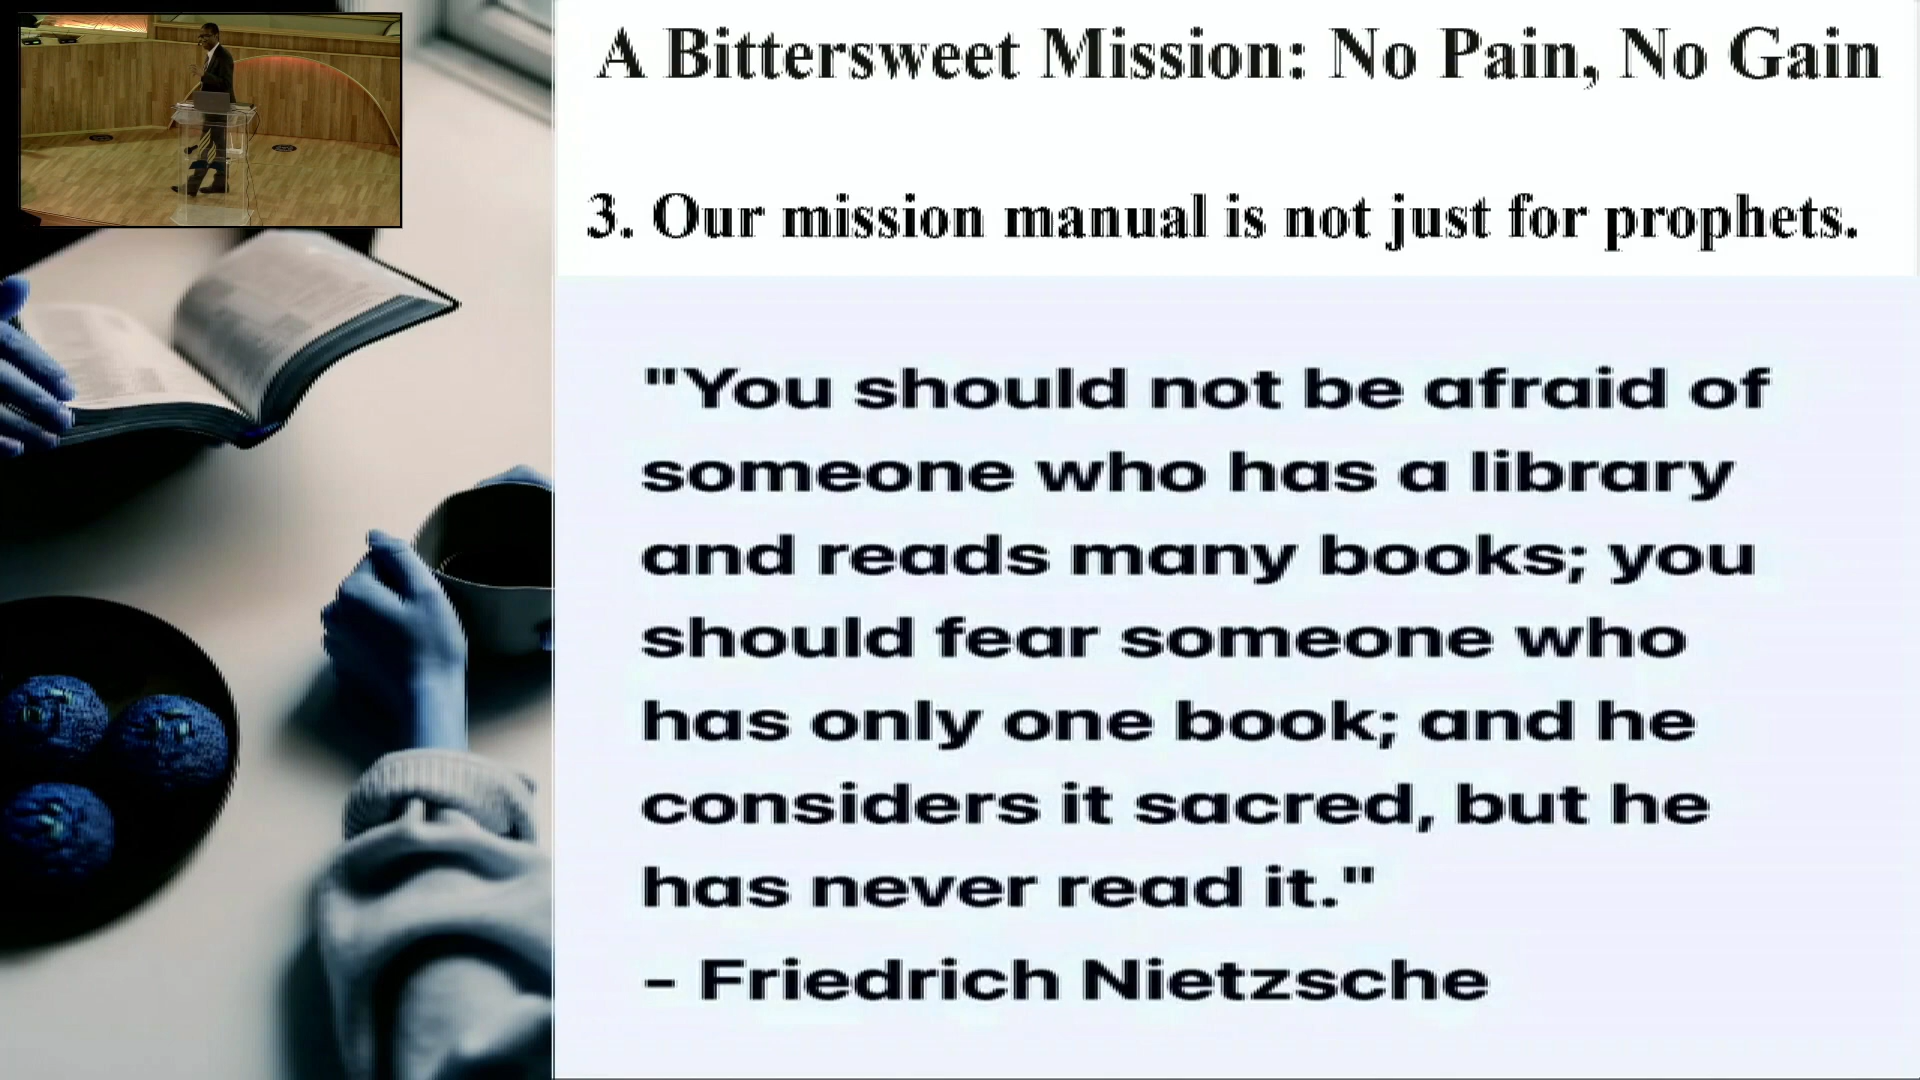 A Bittersweet Mission: No Pain, No Gain
3. Our mission manual is not just for prophets.
"You should not be afraid of
someone who has a library
and reads many books; you
should fear someone who
has only one book; and he
considers it sacred, but he
has never read it."
- Friedrich Nietzsche